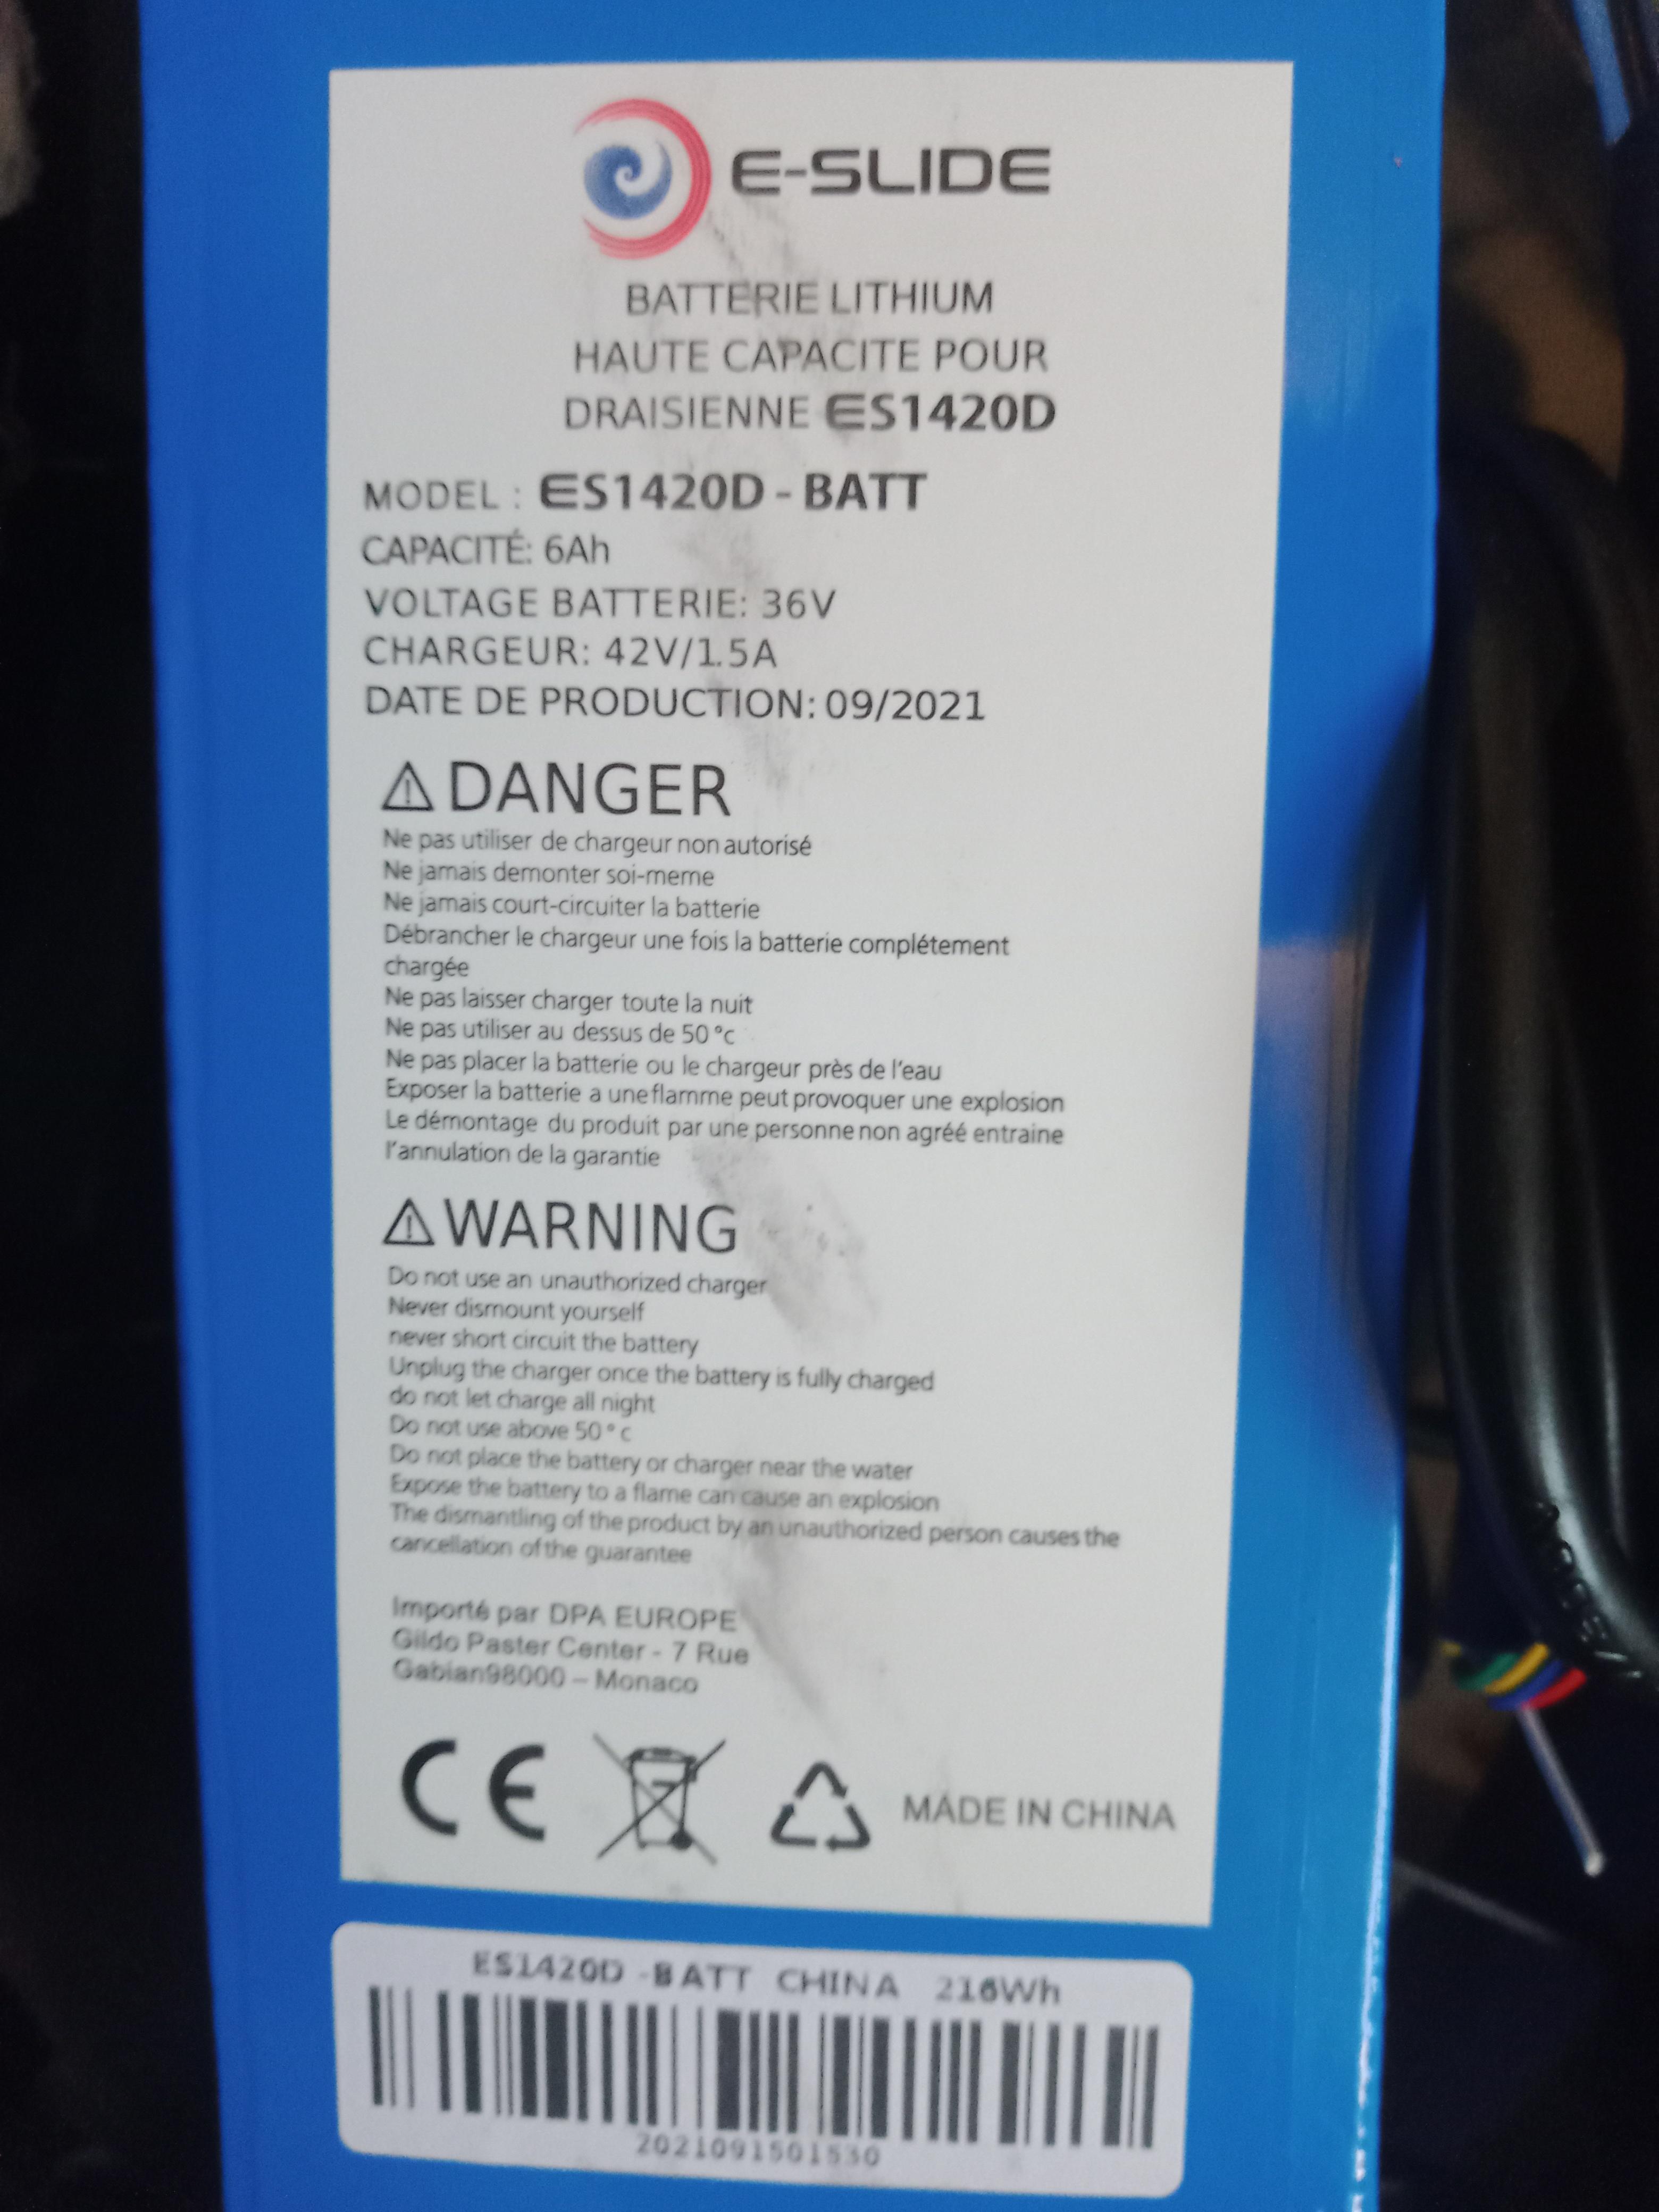 E-SLIDE
BATTERIE LITHIUM
HAUTE CAPACITE POUR
DRAISIENNE ES1420D
MODEL : ES1420D - BATT
CAPACITÉ: 6Ah
VOLTAGE BATTERIE: 36V
CHARGEUR: 42V/1.5A
DATE DE PRODUCTION: 09/2021
⚠ DANGER
Ne pas utiliser de chargeur non autorisé
Ne jamais demonter soi-meme
Ne jamais court-circuiter la batterie
Débrancher le chargeur une fois la batterie complétement
chargée
Ne pas laisser charger toute la nuit
Ne pas utiliser au dessus de 50 °c
Ne pas placer la batterie ou le chargeur près de l'eau
Exposer la batterie a une flamme peut provoquer une explosion
Le démontage du produit par une personne non agréé entraine
l'annulation de la garantie
⚠ WARNING
Do not use an unauthorized charger
Never dismount yourself
never short circuit the battery
Unplug the charger once the battery is fully charged
do not let charge all night
Do not use above 50 ° c
Do not place the battery or charger near the water
Expose the battery to a flame can cause an explosion
The dismantling of the product by an unauthorized person causes the
cancellation of the guarantee
Importé par DPA EUROPE
Gildo Paster Center - 7 Rue
Gabian98000 – Monaco
CE
MADE IN CHINA
ES1420D -BATT CHINA 216Wh
2021091501530